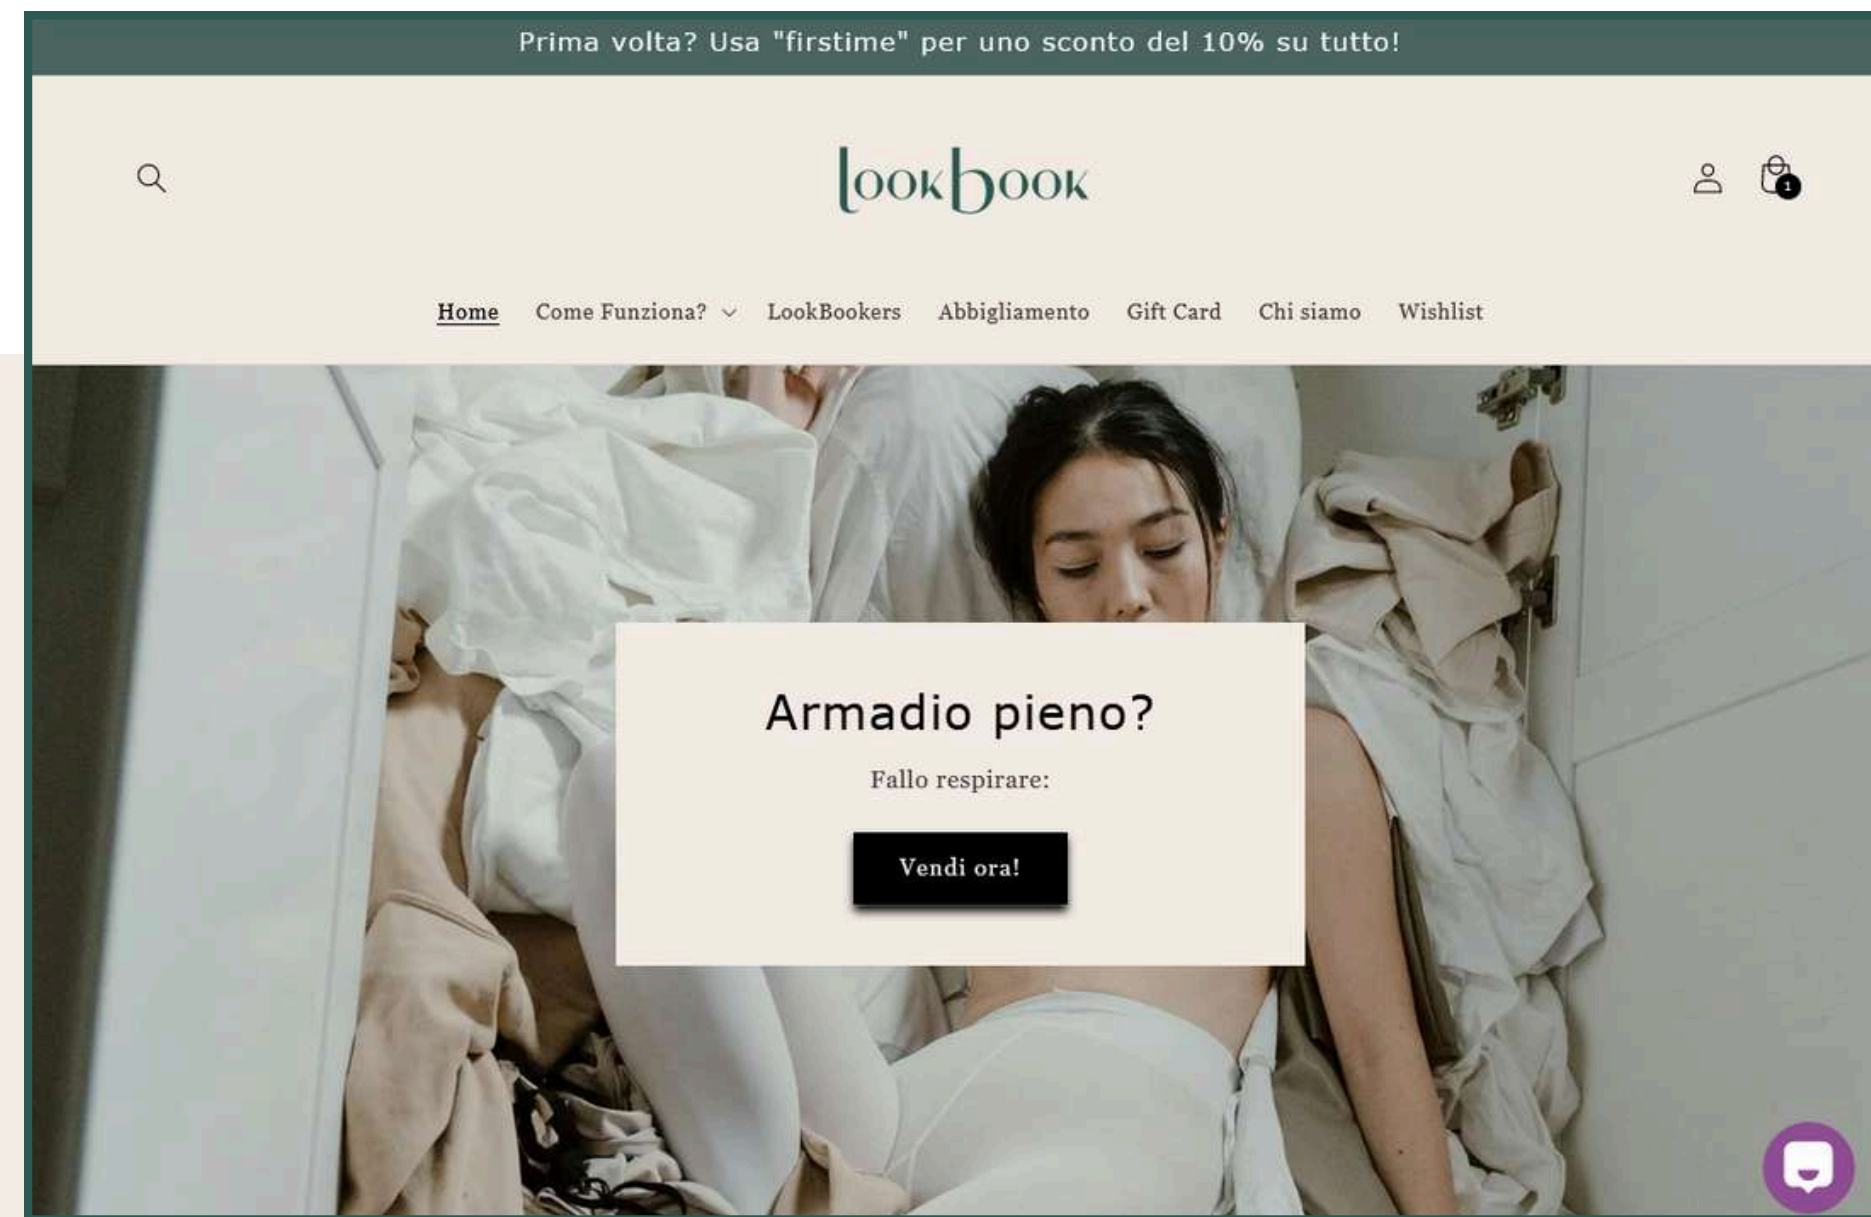 Prima volta? Usa "firstime" per uno sconto del 10% su tutto!
lookbook
1
Home Come Funziona? LookBookers Abbigliamento Gift Card Chi siamo Wishlist
Armadio pieno?
Fallo respirare:
Vendi ora!